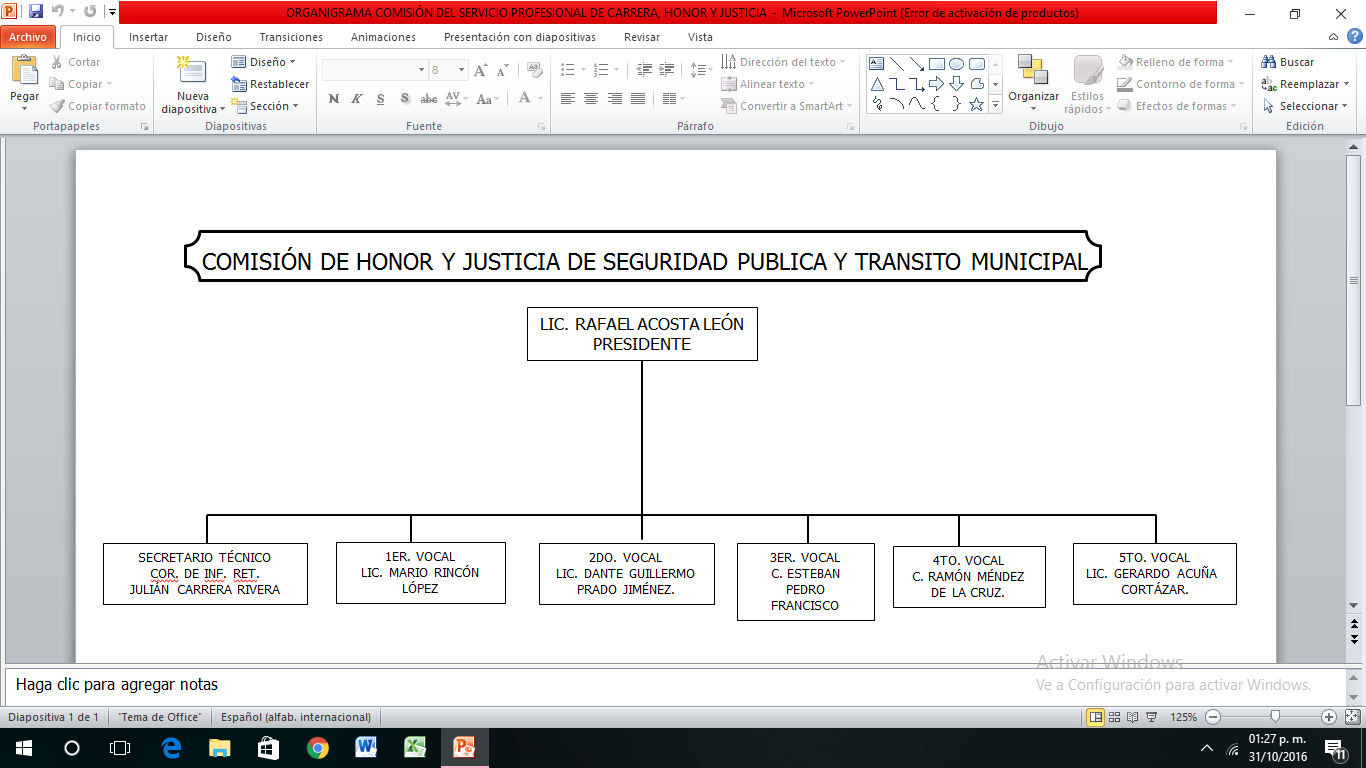 ORGANIGRAMA COMISIÓN DEL SERVICIO PROFESIONAL DE CARRERA, HONOR Y JUSTICIA - Microsoft PowerPoint (Error de activación de productos)
Archivo Inicio Insertar Diseño Transiciones Animaciones Presentación con diapositivas Revisar Vista
Pegar
Cortar
Copiar
Copiar formato
Portapapeles
Nueva
diapositiva
Diseño
Restablecer
Sección
Diapositivas
8
N K S S abc AV Aa A
Fuente
Dirección del texto
Alinear texto
Convertir a SmartArt
Párrafo
Organizar
Estilos
rápidos
Relleno de forma
Contorno de forma
Efectos de formas
Dibujo
Buscar
Reemplazar
Seleccionar
Edición
COMISIÓN DE HONOR Y JUSTICIA DE SEGURIDAD PUBLICA Y TRANSITO MUNICIPAL
LIC. RAFAEL ACOSTA LEÓN
PRESIDENTE
SECRETARIO TÉCNICO
COR. DE INF. RET.
JULIÁN CARRERA RIVERA
1ER. VOCAL
LIC. MARIO RINCÓN
LÓPEZ
2DO. VOCAL
LIC. DANTE GUILLERMO
PRADO JIMÉNEZ.
3ER. VOCAL
C. ESTEBAN
PEDRO
FRANCISCO
4TO. VOCAL
C. RAMÓN MÉNDEZ
DE LA CRUZ.
5TO. VOCAL
LIC. GERARDO ACUÑA
CORTÁZAR.
Activar Windows
Ve a Configuración para activar Windows.
Haga clic para agregar notas
Diapositiva 1 de 1 "Tema de Office" Español (alfab. internacional) 125%
01:27 p. m.
31/10/2016
11